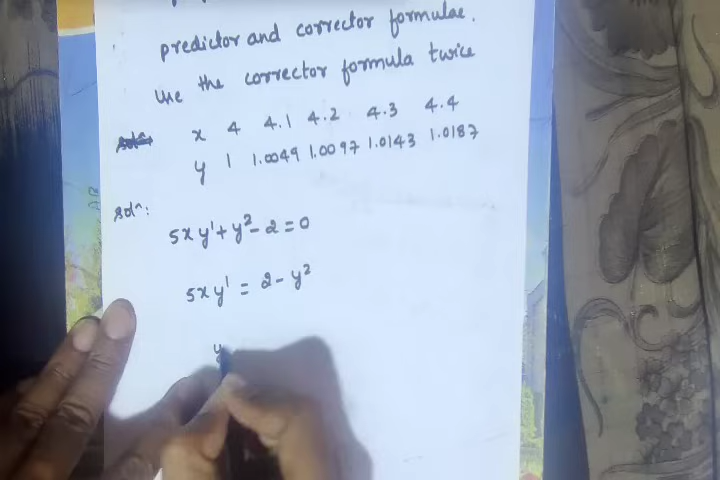 predictor and corrector formulae.
use the corrector formula twice
x 4 4.1 4.2 4.3 4.4
y 1 1.0049 1.0097 1.0143 1.0187
soln:
5xy' + y² - 2 = 0
5xy' = 2 - y²
y